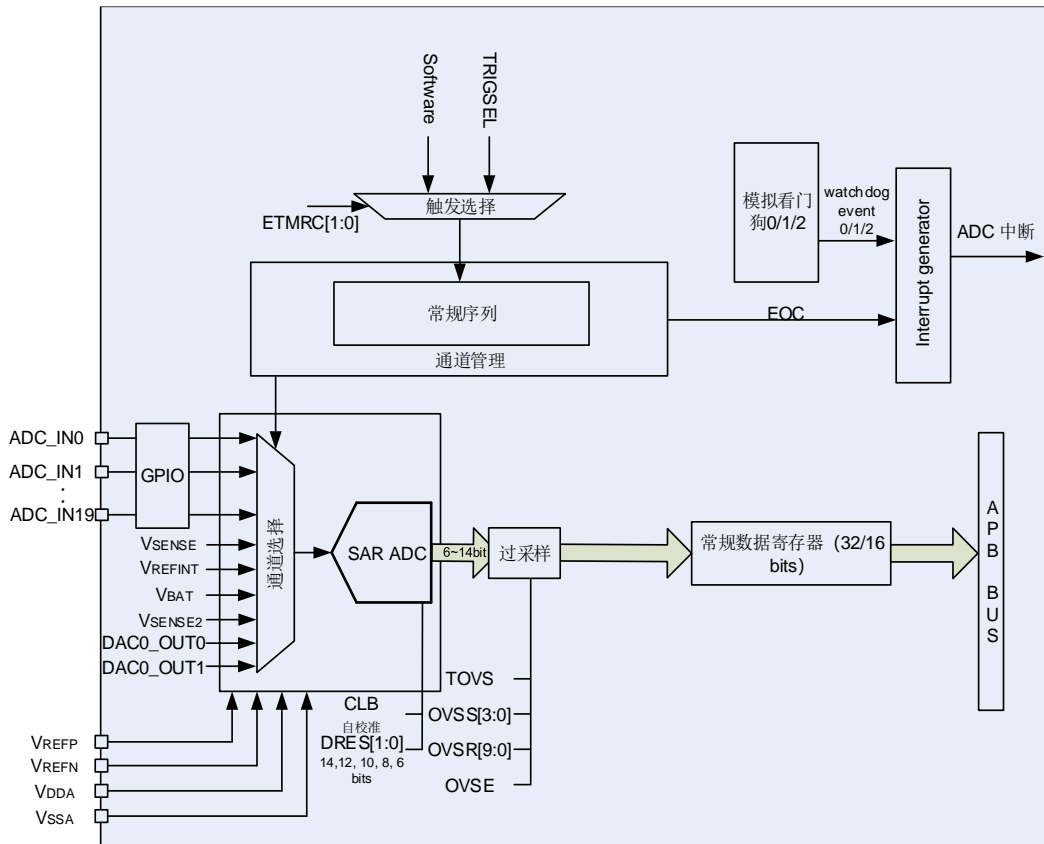 Software
TRIGSEL
触发选择
ETMRC[1:0]
模拟看门
狗0/1/2
watchdog
event
0/1/2
Interrupt generator
ADC 中断
常规序列
通道管理
EOC
ADC_IN0
ADC_IN1
⋮
ADC_IN19
GPIO
VSENSE
VREFINT
VBAT
VSENSE2
DAC0_OUT0
DAC0_OUT1
通道选择
SAR ADC
6~14bit
过采样
常规数据寄存器 (32/16
bits)
APB BUS
CLB
自校准
DRES[1:0]
14,12, 10, 8, 6
bits
TOVS
OVSS[3:0]
OVSR[9:0]
OVSE
VREFP
VREFN
VDDA
VSSA